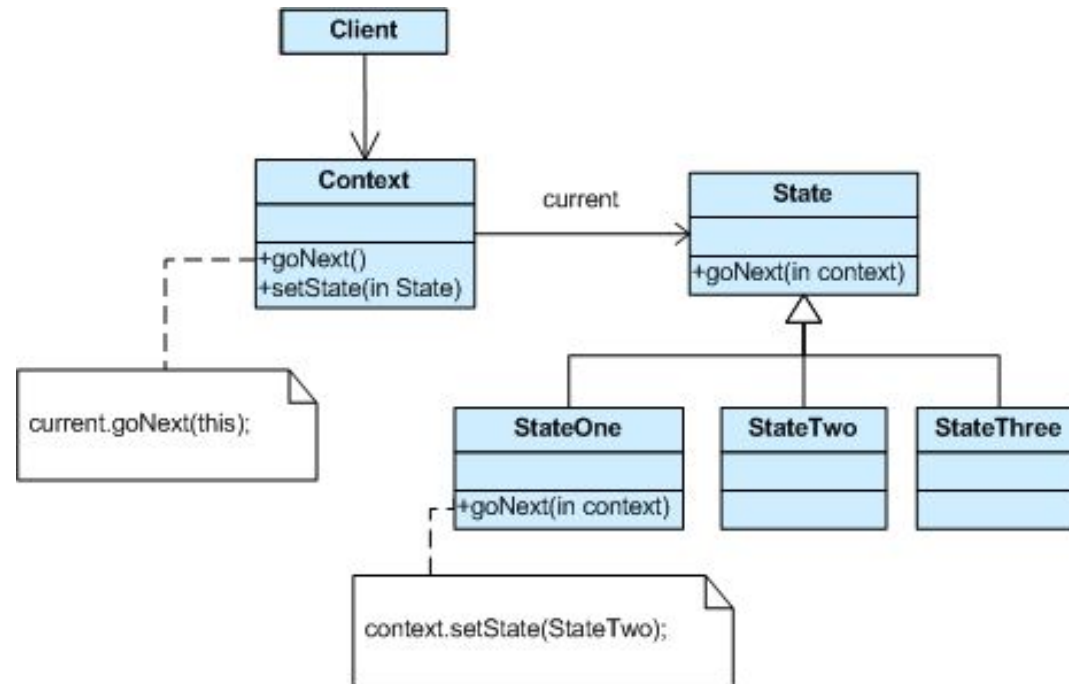 Client
Context
+goNext()
+setState(in State)
current
State
+goNext(in context)
current.goNext(this);
StateOne
+goNext(in context)
StateTwo
StateThree
context.setState(StateTwo);